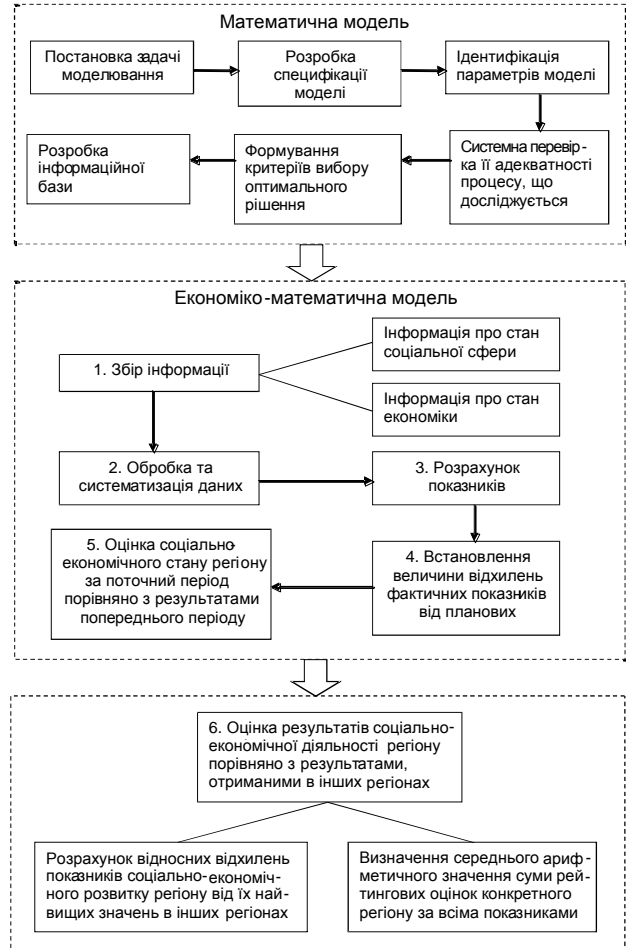 Математична модель
Постановка задачі
моделювання
Розробка
специфікації
моделі
Ідентифікація
параметрів моделі
Системна перевір-
ка її адекватності
процесу, що
досліджується
Формування
критеріїв вибору
оптимального
рішення
Розробка
інформаційної
бази
Економіко-математична модель
1. Збір інформації
Інформація про стан
соціальної сфери
Інформація про стан
економіки
2. Обробка та
систематизація даних
3. Розрахунок
показників
4. Встановлення
величини відхилень
фактичних показників
від планових
5. Оцінка соціально-
економічного стану регіону
за поточний період
порівняно з результатами
попереднього періоду
6. Оцінка результатів соціально-
економічної діяльності регіону
порівняно з результатами,
отриманими в інших регіонах
Розрахунок відносних відхилень
показників соціально-економіч-
ного розвитку регіону від їх най-
вищих значень в інших регіонах
Визначення середнього ариф-
метичного значення суми рей-
тингових оцінок конкретного
регіону за всіма показниками